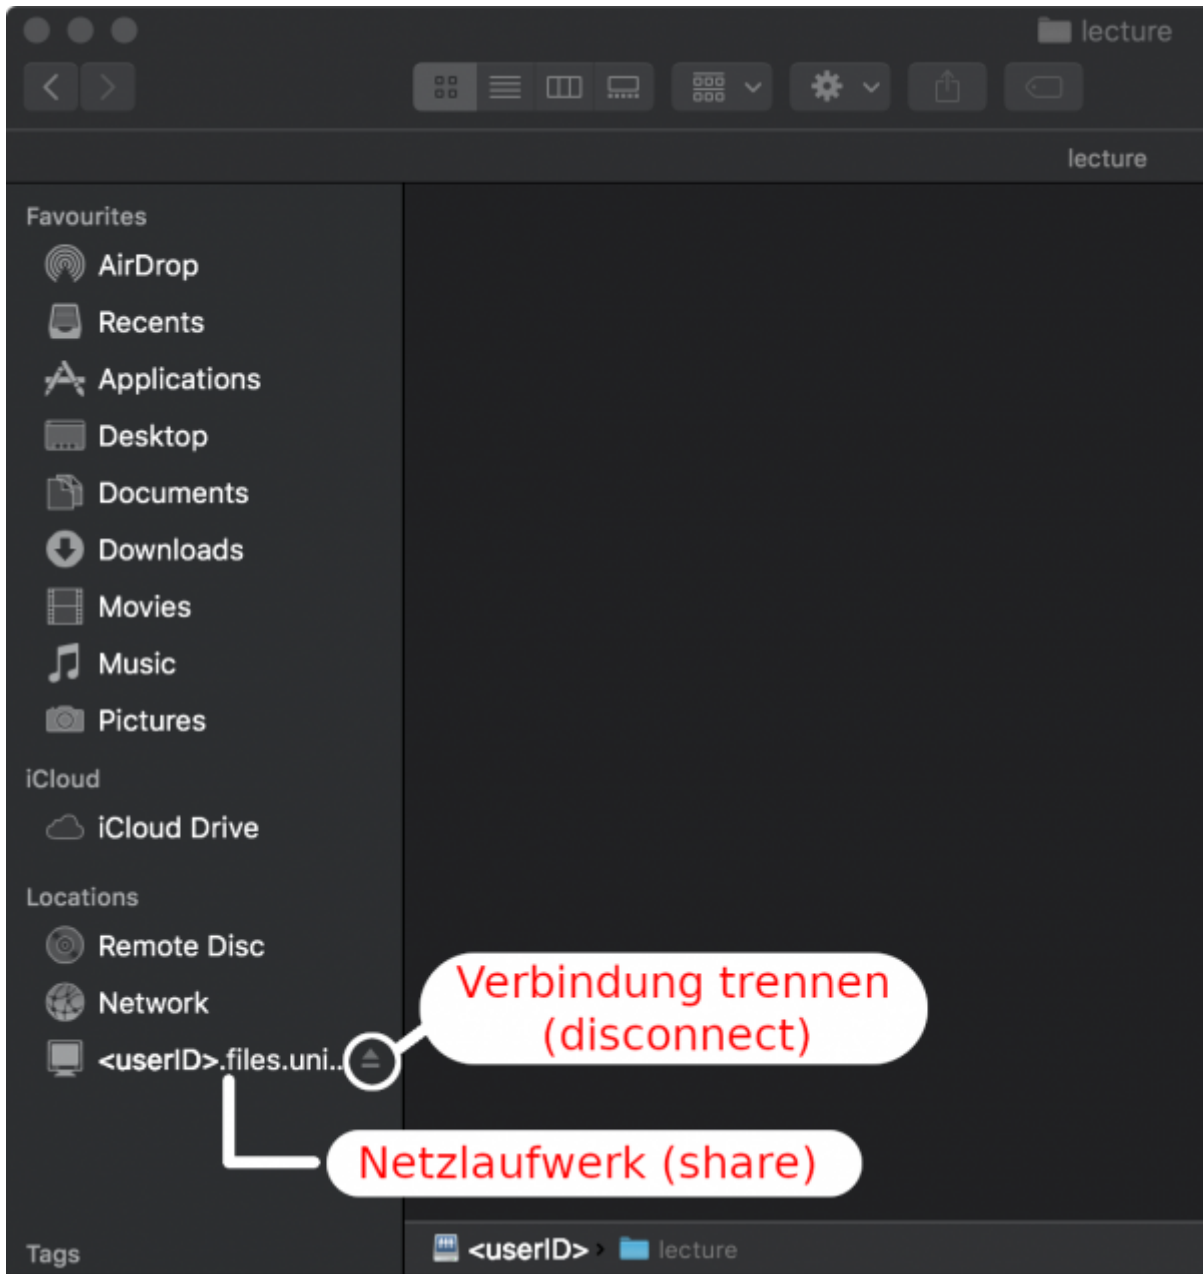 lecture
lecture
Favourites
AirDrop
Recents
Applications
Desktop
Documents
Downloads
Movies
Music
Pictures
iCloud
iCloud Drive
Locations
Remote Disc
Network
<userID>.files.uni..
Verbindung trennen
(disconnect)
Netzlaufwerk (share)
Tags
<userID> › lecture